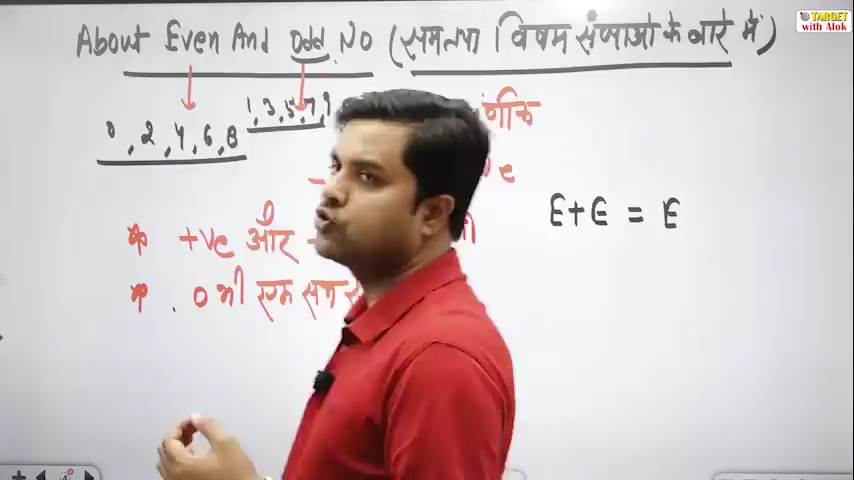 About Even And Odd No (समतथा विषम संख्याओ के बारे में)
TARGET
with Alok
0, 2, 4, 6, 8
1, 3, 5, 7, 9
E+E = E
* +ve और
* 0 भी एक सम